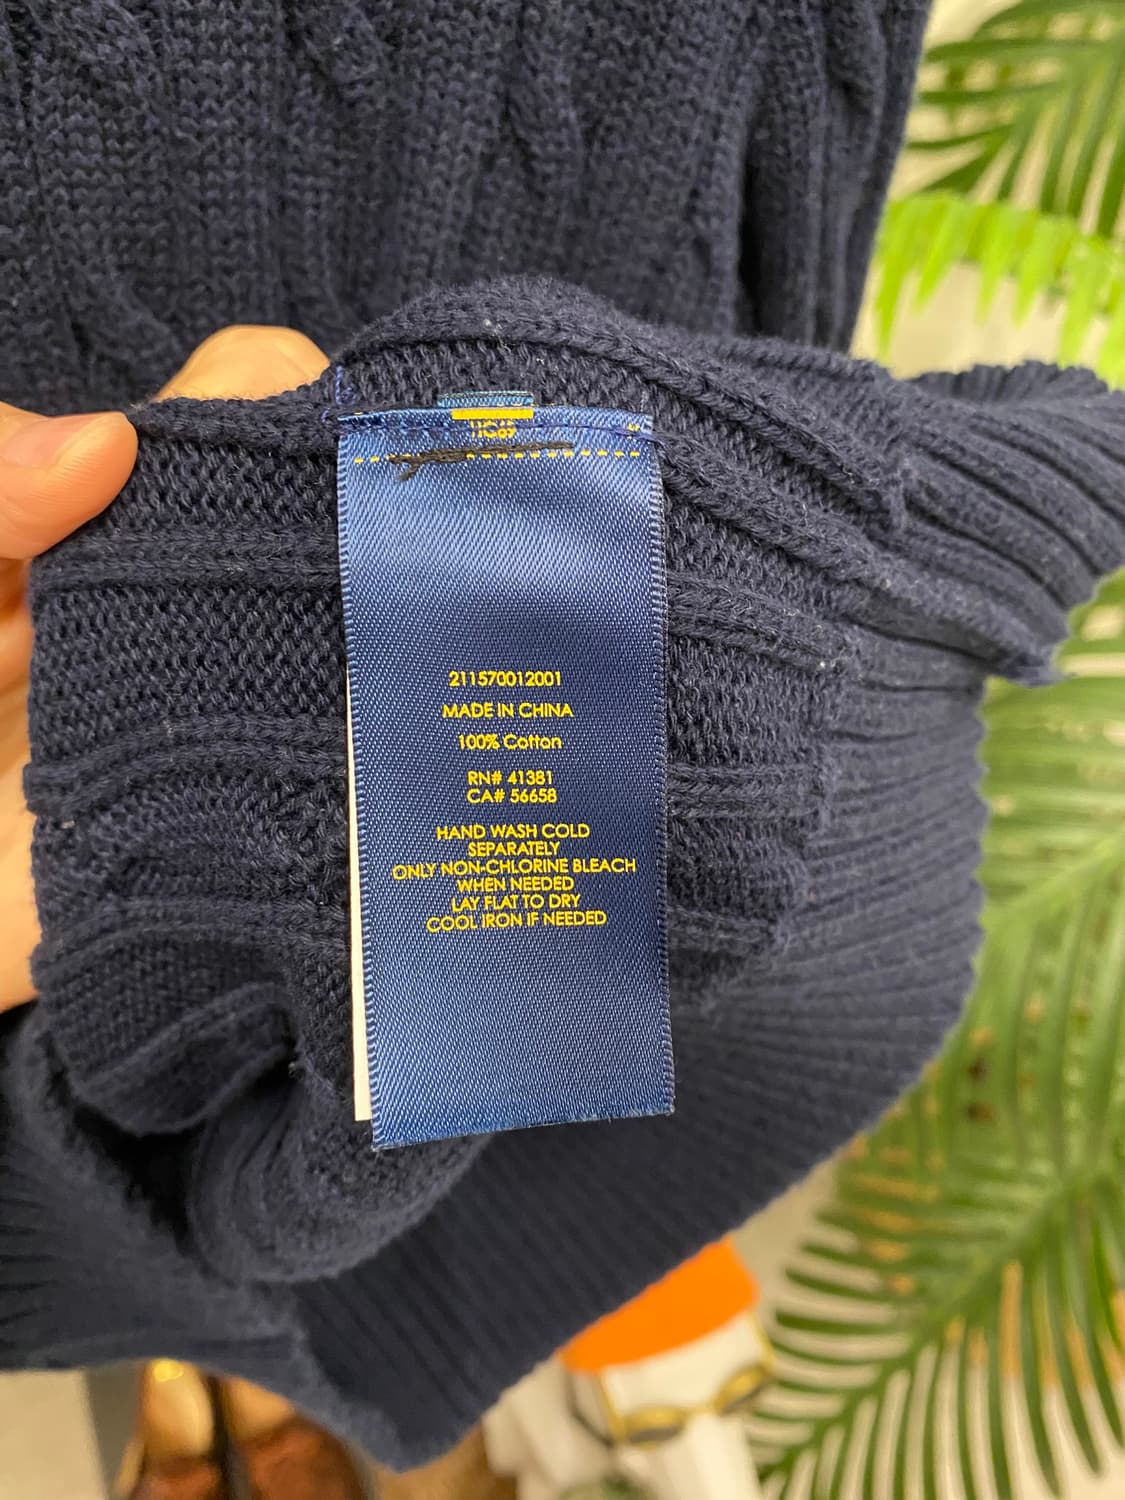 211570012001
MADE IN CHINA
100% Cotton
RN# 41381
CA# 56658
HAND WASH COLD
SEPARATELY
ONLY NON-CHLORINE BLEACH
WHEN NEEDED
LAY FLAT TO DRY
COOL IRON IF NEEDED